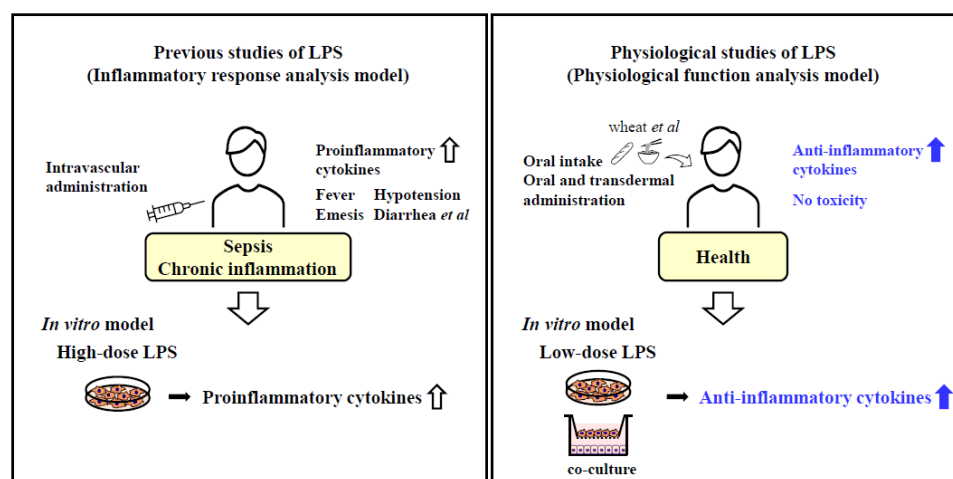 Previous studies of LPS
(Inflammatory response analysis model)
Intravascular
administration
Proinflammatory
cytokines
Fever Hypotension
Emesis Diarrhea et al
Sepsis
Chronic inflammation
In vitro model
High-dose LPS
Proinflammatory cytokines
Physiological studies of LPS
(Physiological function analysis model)
wheat et al
Oral intake
Oral and transdermal
administration
Anti-inflammatory
cytokines
No toxicity
Health
In vitro model
Low-dose LPS
Anti-inflammatory cytokines
co-culture